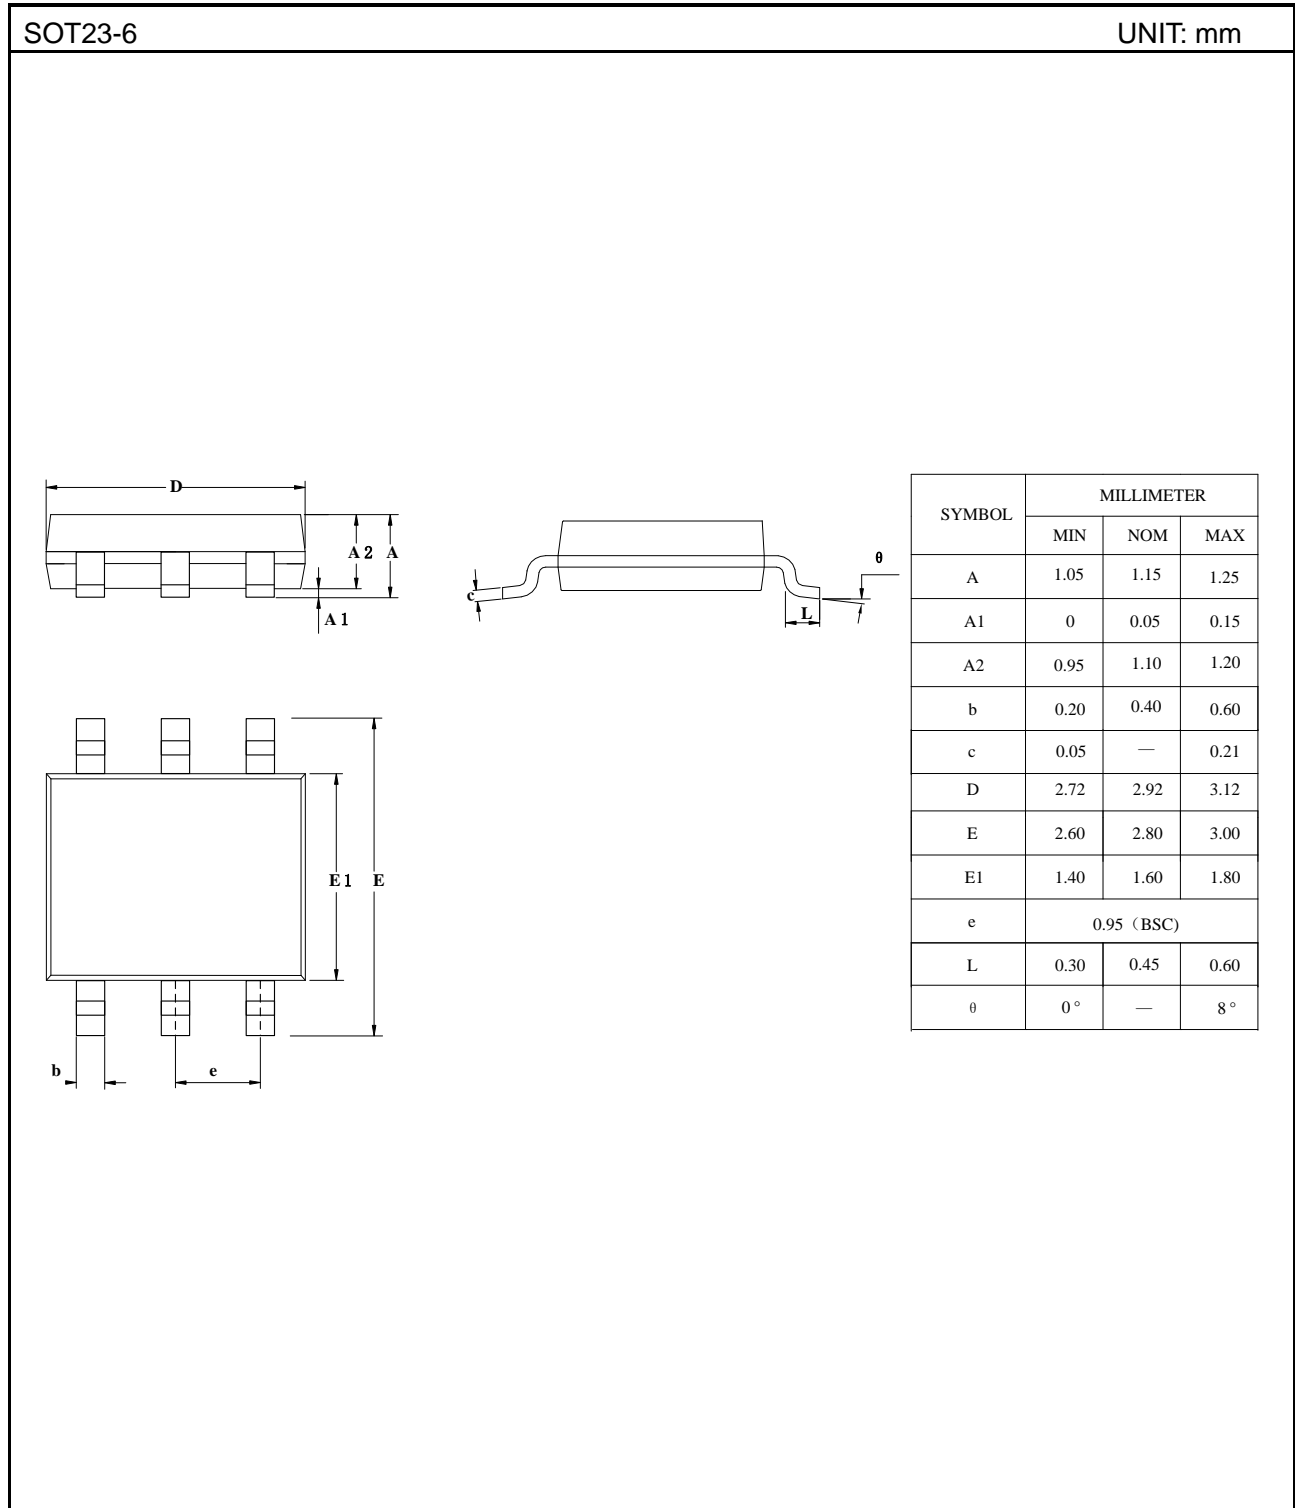 SOT23-6 UNIT: mm
D
A2 A
A1
c
L
θ
E1 E
b e
SYMBOL MILLIMETER
MIN NOM MAX
A 1.05 1.15 1.25
A1 0 0.05 0.15
A2 0.95 1.10 1.20
b 0.20 0.40 0.60
c 0.05 — 0.21
D 2.72 2.92 3.12
E 2.60 2.80 3.00
E1 1.40 1.60 1.80
e 0.95（BSC)
L 0.30 0.45 0.60
θ 0° — 8°